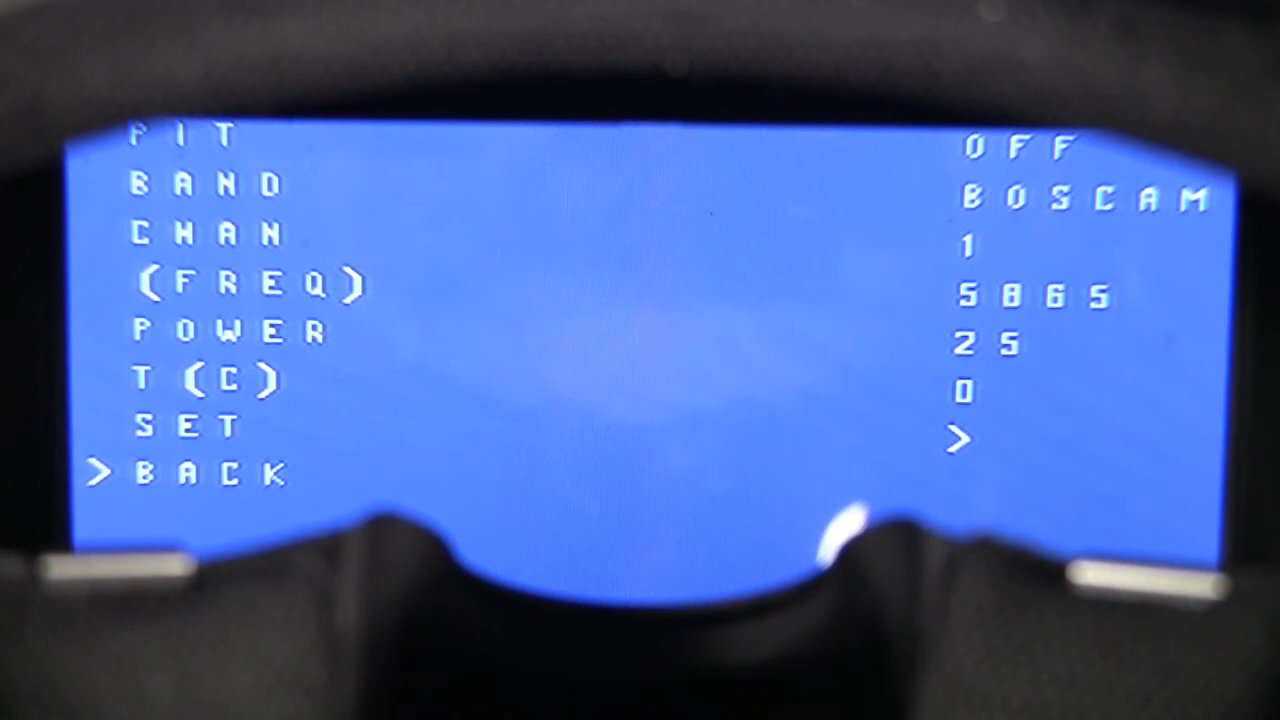 PIT OFF
BAND BOSCAM
CHAN 1
(FREQ) 5865
POWER 25
T(C) 0
SET >
>BACK